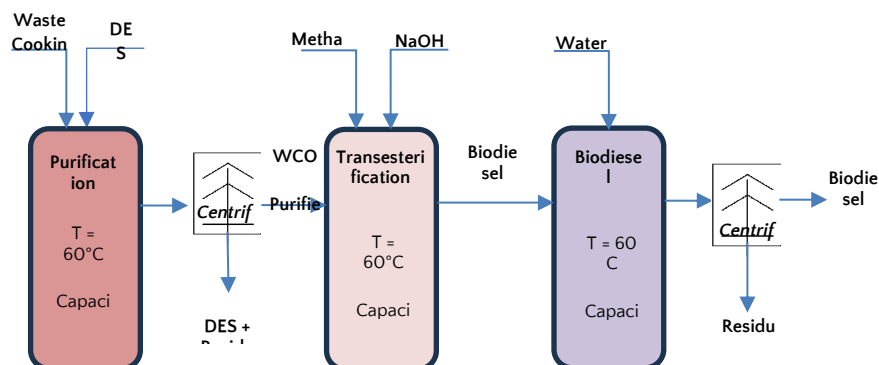 Waste
Cookin
DE
S
Metha
NaOH
Water
Purificat
ion
T =
60°C
Capaci
Centrif
DES +
WCO
Purifie
Transesteri
fication
T =
60°C
Capaci
Biodie
sel
Biodiese
l
T = 60
C
Capaci
Centrif
Residu
Biodie
sel